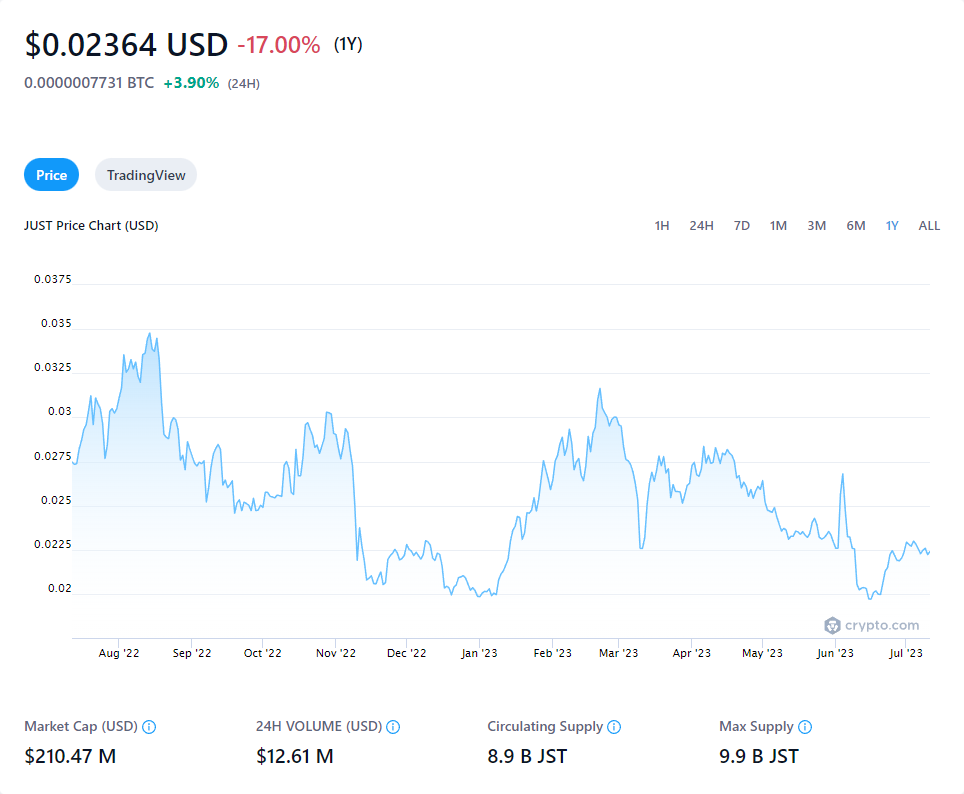 $0.02364 USD -17.00% (1Y)
0.0000007731 BTC +3.90% (24H)
Price TradingView
JUST Price Chart (USD) 1H 24H 7D 1M 3M 6M 1Y ALL
0.0375
0.035
0.0325
0.03
0.0275
0.025
0.0225
0.02
crypto.com
Aug '22 Sep '22 Oct '22 Nov '22 Dec '22 Jan '23 Feb '23 Mar '23 Apr '23 May '23 Jun '23 Jul '23
Market Cap (USD) 24H VOLUME (USD) Circulating Supply Max Supply
$210.47 M $12.61 M 8.9 B JST 9.9 B JST